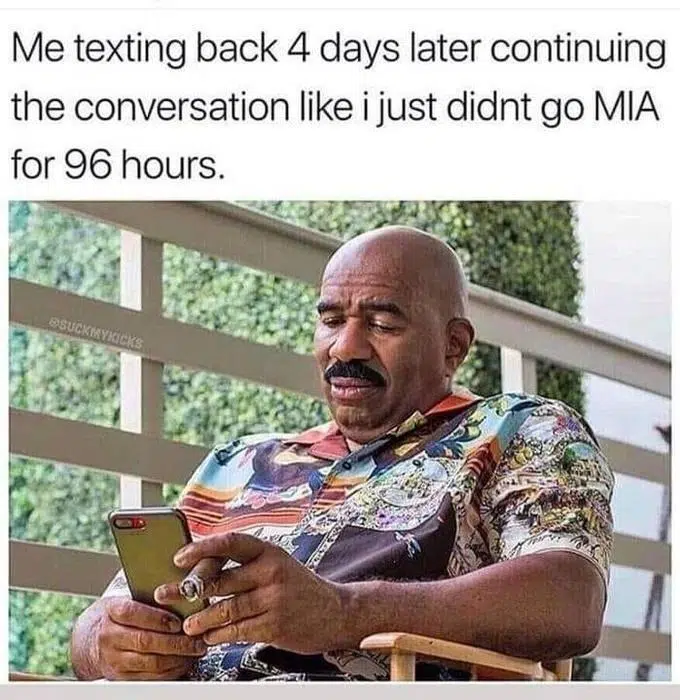 Me texting back 4 days later continuing
the conversation like i just didnt go MIA
for 96 hours.
@SUCKMYKICKS